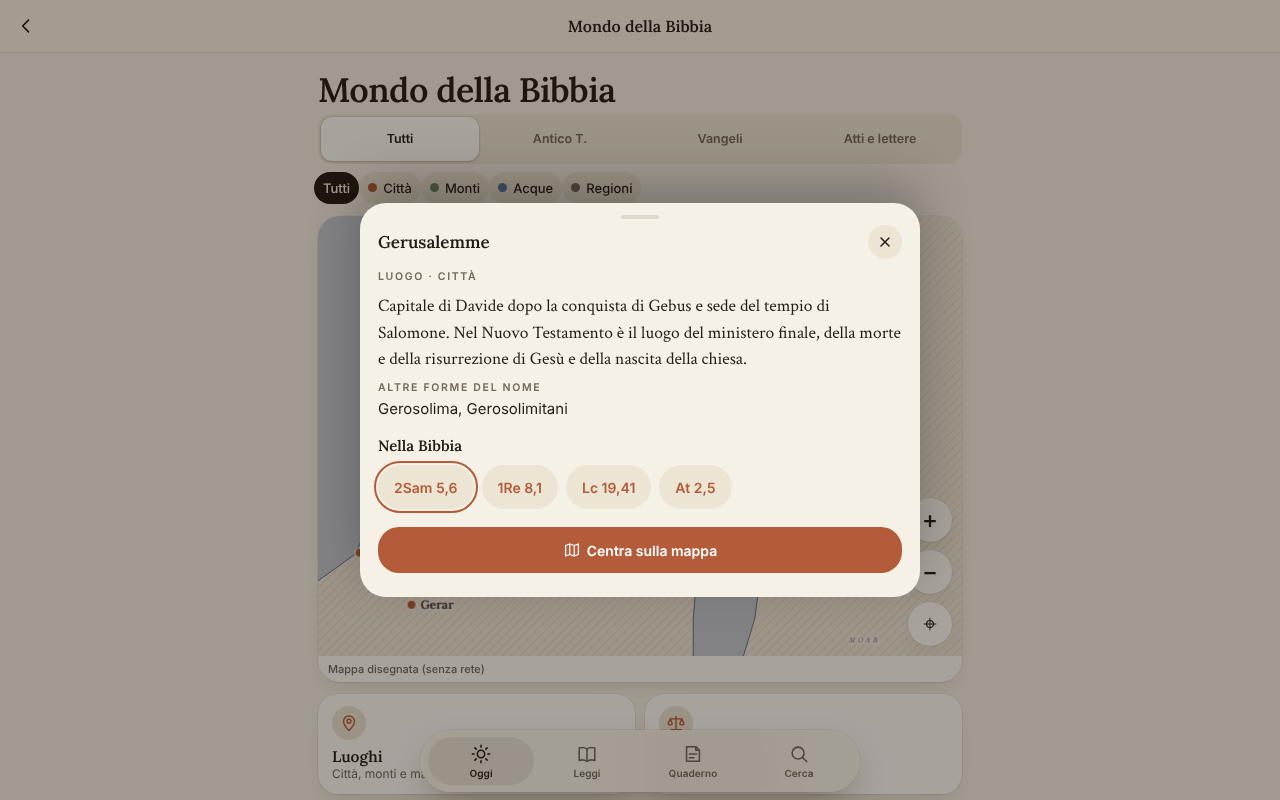 Mondo della Bibbia
Mondo della Bibbia
Tutti
Antico T.
Vangeli
Atti e lettere
Tutti
Città
Monti
Acque
Regioni
Gerusalemme
LUOGO · CITTÀ
Capitale di Davide dopo la conquista di Gebus e sede del tempio di
Salomone. Nel Nuovo Testamento è il luogo del ministero finale, della morte
e della risurrezione di Gesù e della nascita della chiesa.
ALTRE FORME DEL NOME
Gerosolima, Gerosolimitani
Nella Bibbia
2Sam 5,6
1Re 8,1
Lc 19,41
At 2,5
Centra sulla mappa
Gerar
MOAB
Mappa disegnata (senza rete)
Luoghi
Città, monti e
Oggi
Leggi
Quaderno
Cerca